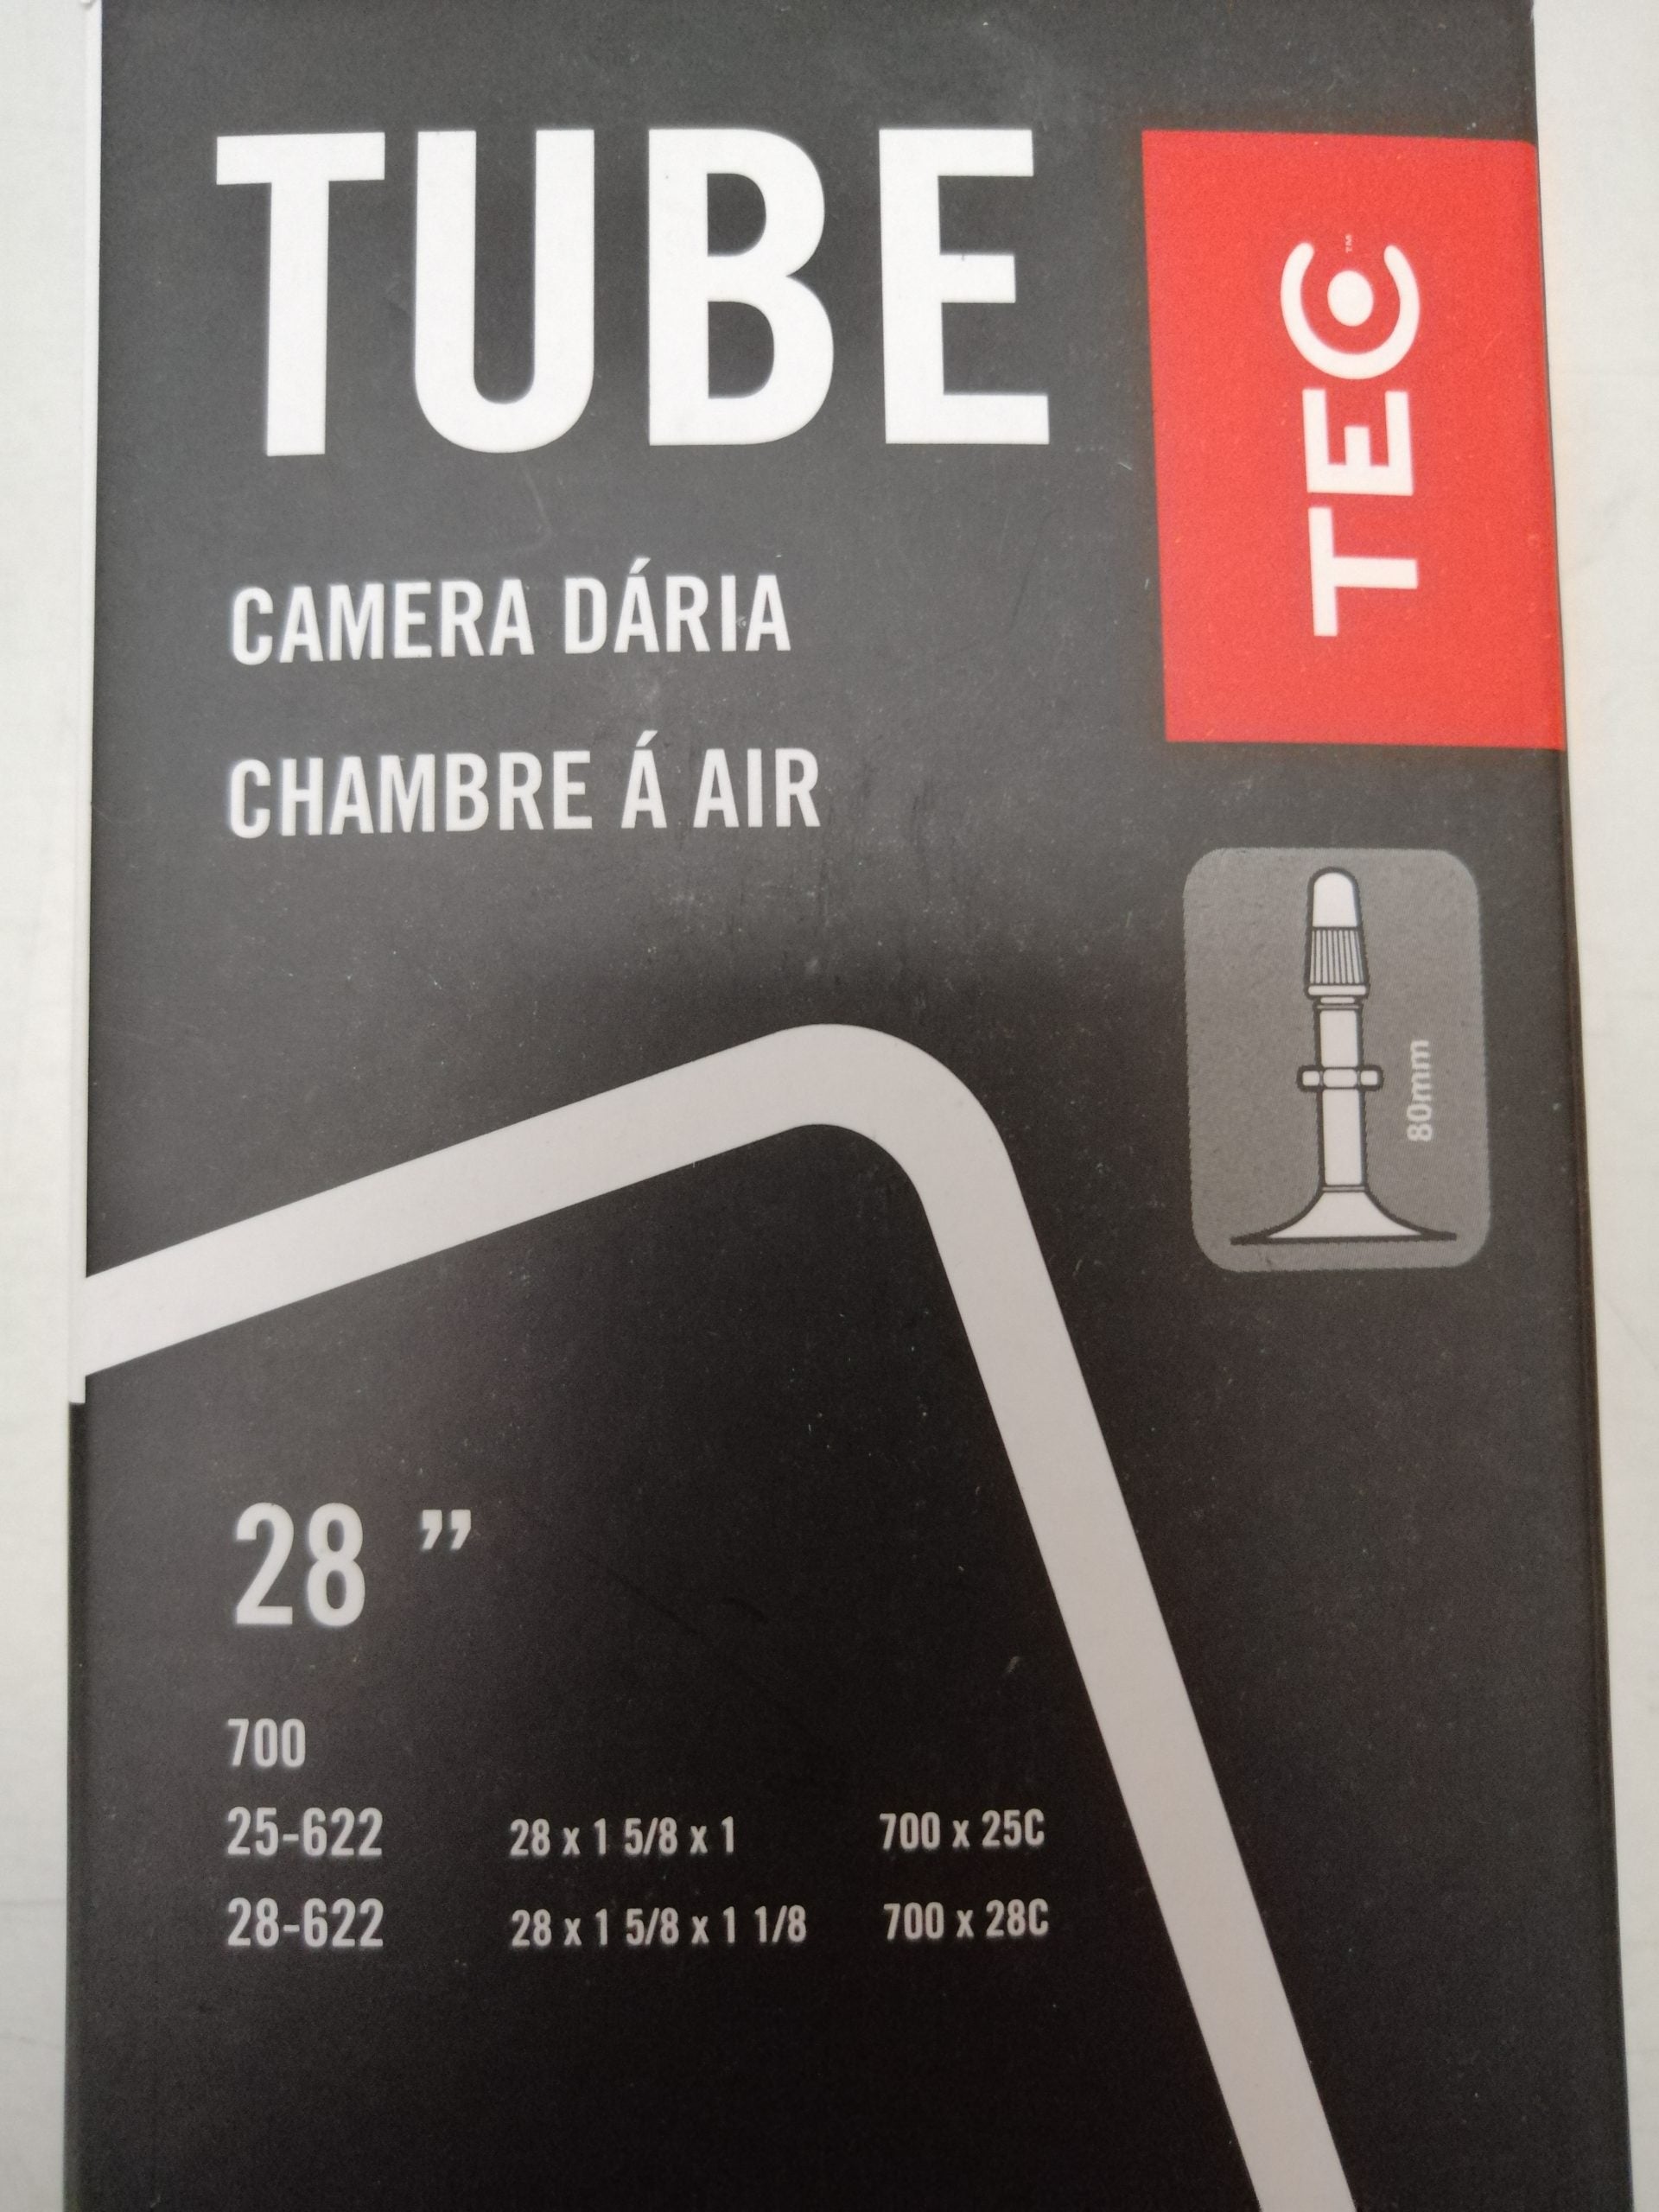 TUBE
TEC™
CAMERA DÁRIA
CHAMBRE Á AIR
80mm
28 ”
700
25-622 28 x 1 5/8 x 1 700 x 25C
28-622 28 x 1 5/8 x 1 1/8 700 x 28C